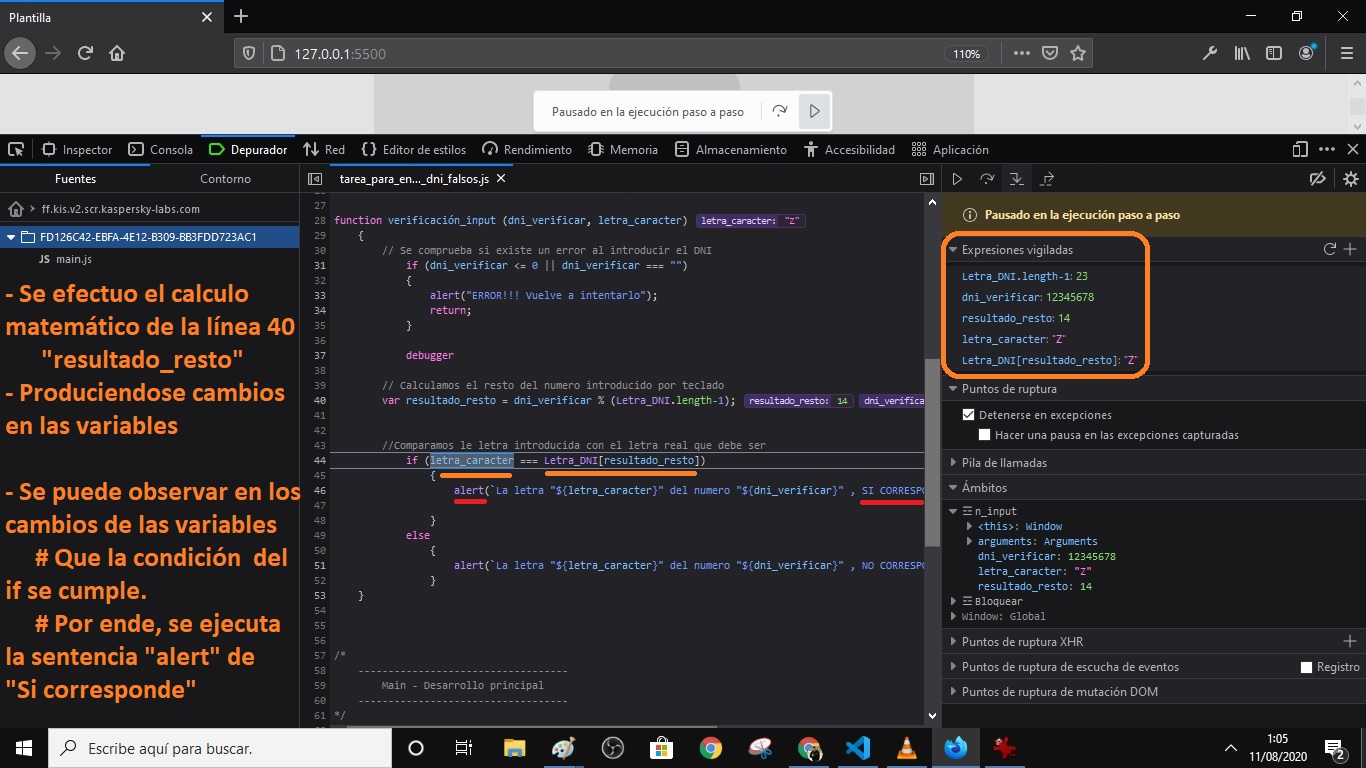 Plantilla
127.0.0.1:5500
110%
Pausado en la ejecución paso a paso
Inspector
Consola
Depurador
Red
Editor de estilos
Rendimiento
Memoria
Almacenamiento
Accesibilidad
Aplicación
Fuentes
Contorno
ff.kis.v2.scr.kaspersky-labs.com
FD126C42-EBFA-4E12-B309-BB3FDD723AC1
JS main.js
- Se efectuo el calculo
matemático de la línea 40
"resultado_resto"
- Produciendose cambios
en las variables
- Se puede observar en los
cambios de las variables
# Que la condición del
if se cumple.
# Por ende, se ejecuta
la sentencia "alert" de
"Si corresponde"
tarea_para_en…_dni_falsos.js
27
28 function verificación_input (dni_verificar, letra_caracter) letra_caracter: "Z"
29 {
30 // Se comprueba si existe un error al introducir el DNI
31 if (dni_verificar <= 0 || dni_verificar === "")
32 {
33 alert("ERROR!!! Vuelve a intentarlo");
34 return;
35 }
36
37 debugger
38
39 // Calculamos el resto del numero introducido por teclado
40 var resultado_resto = dni_verificar % (Letra_DNI.length-1); resultado_resto: 14 dni_verifica
41
42
43 //Comparamos le letra introducida con el letra real que debe ser
44 if (letra_caracter === Letra_DNI[resultado_resto])
45 {
46 alert(`La letra "${letra_caracter}" del numero "${dni_verificar}" , SI CORRESPO
47
48 }
49 else
50 {
51 alert(`La letra "${letra_caracter}" del numero "${dni_verificar}" , NO CORRESPO
52 }
53 }
54
55
56
57 /*
58 -----------------------------------
59 Main - Desarrollo principal
60 -----------------------------------
61 */
Pausado en la ejecución paso a paso
Expresiones vigiladas
Letra_DNI.length-1: 23
dni_verificar: 12345678
resultado_resto: 14
letra_caracter: "Z"
Letra_DNI[resultado_resto]: "Z"
Puntos de ruptura
Detenerse en excepciones
Hacer una pausa en las excepciones capturadas
Pila de llamadas
Ámbitos
n_input
<this>: Window
arguments: Arguments
dni_verificar: 12345678
letra_caracter: "Z"
resultado_resto: 14
Bloquear
Window: Global
Puntos de ruptura XHR
Puntos de ruptura de escucha de eventos
Registro
Puntos de ruptura de mutación DOM
Escribe aquí para buscar.
1:05
11/08/2020
2